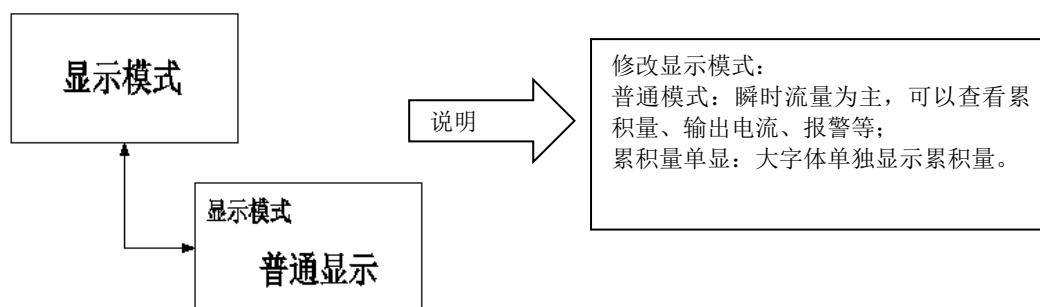 显示模式
显示模式
普通显示
说明
修改显示模式：
普通模式：瞬时流量为主，可以查看累
积量、输出电流、报警等；
累积量单显：大字体单独显示累积量。